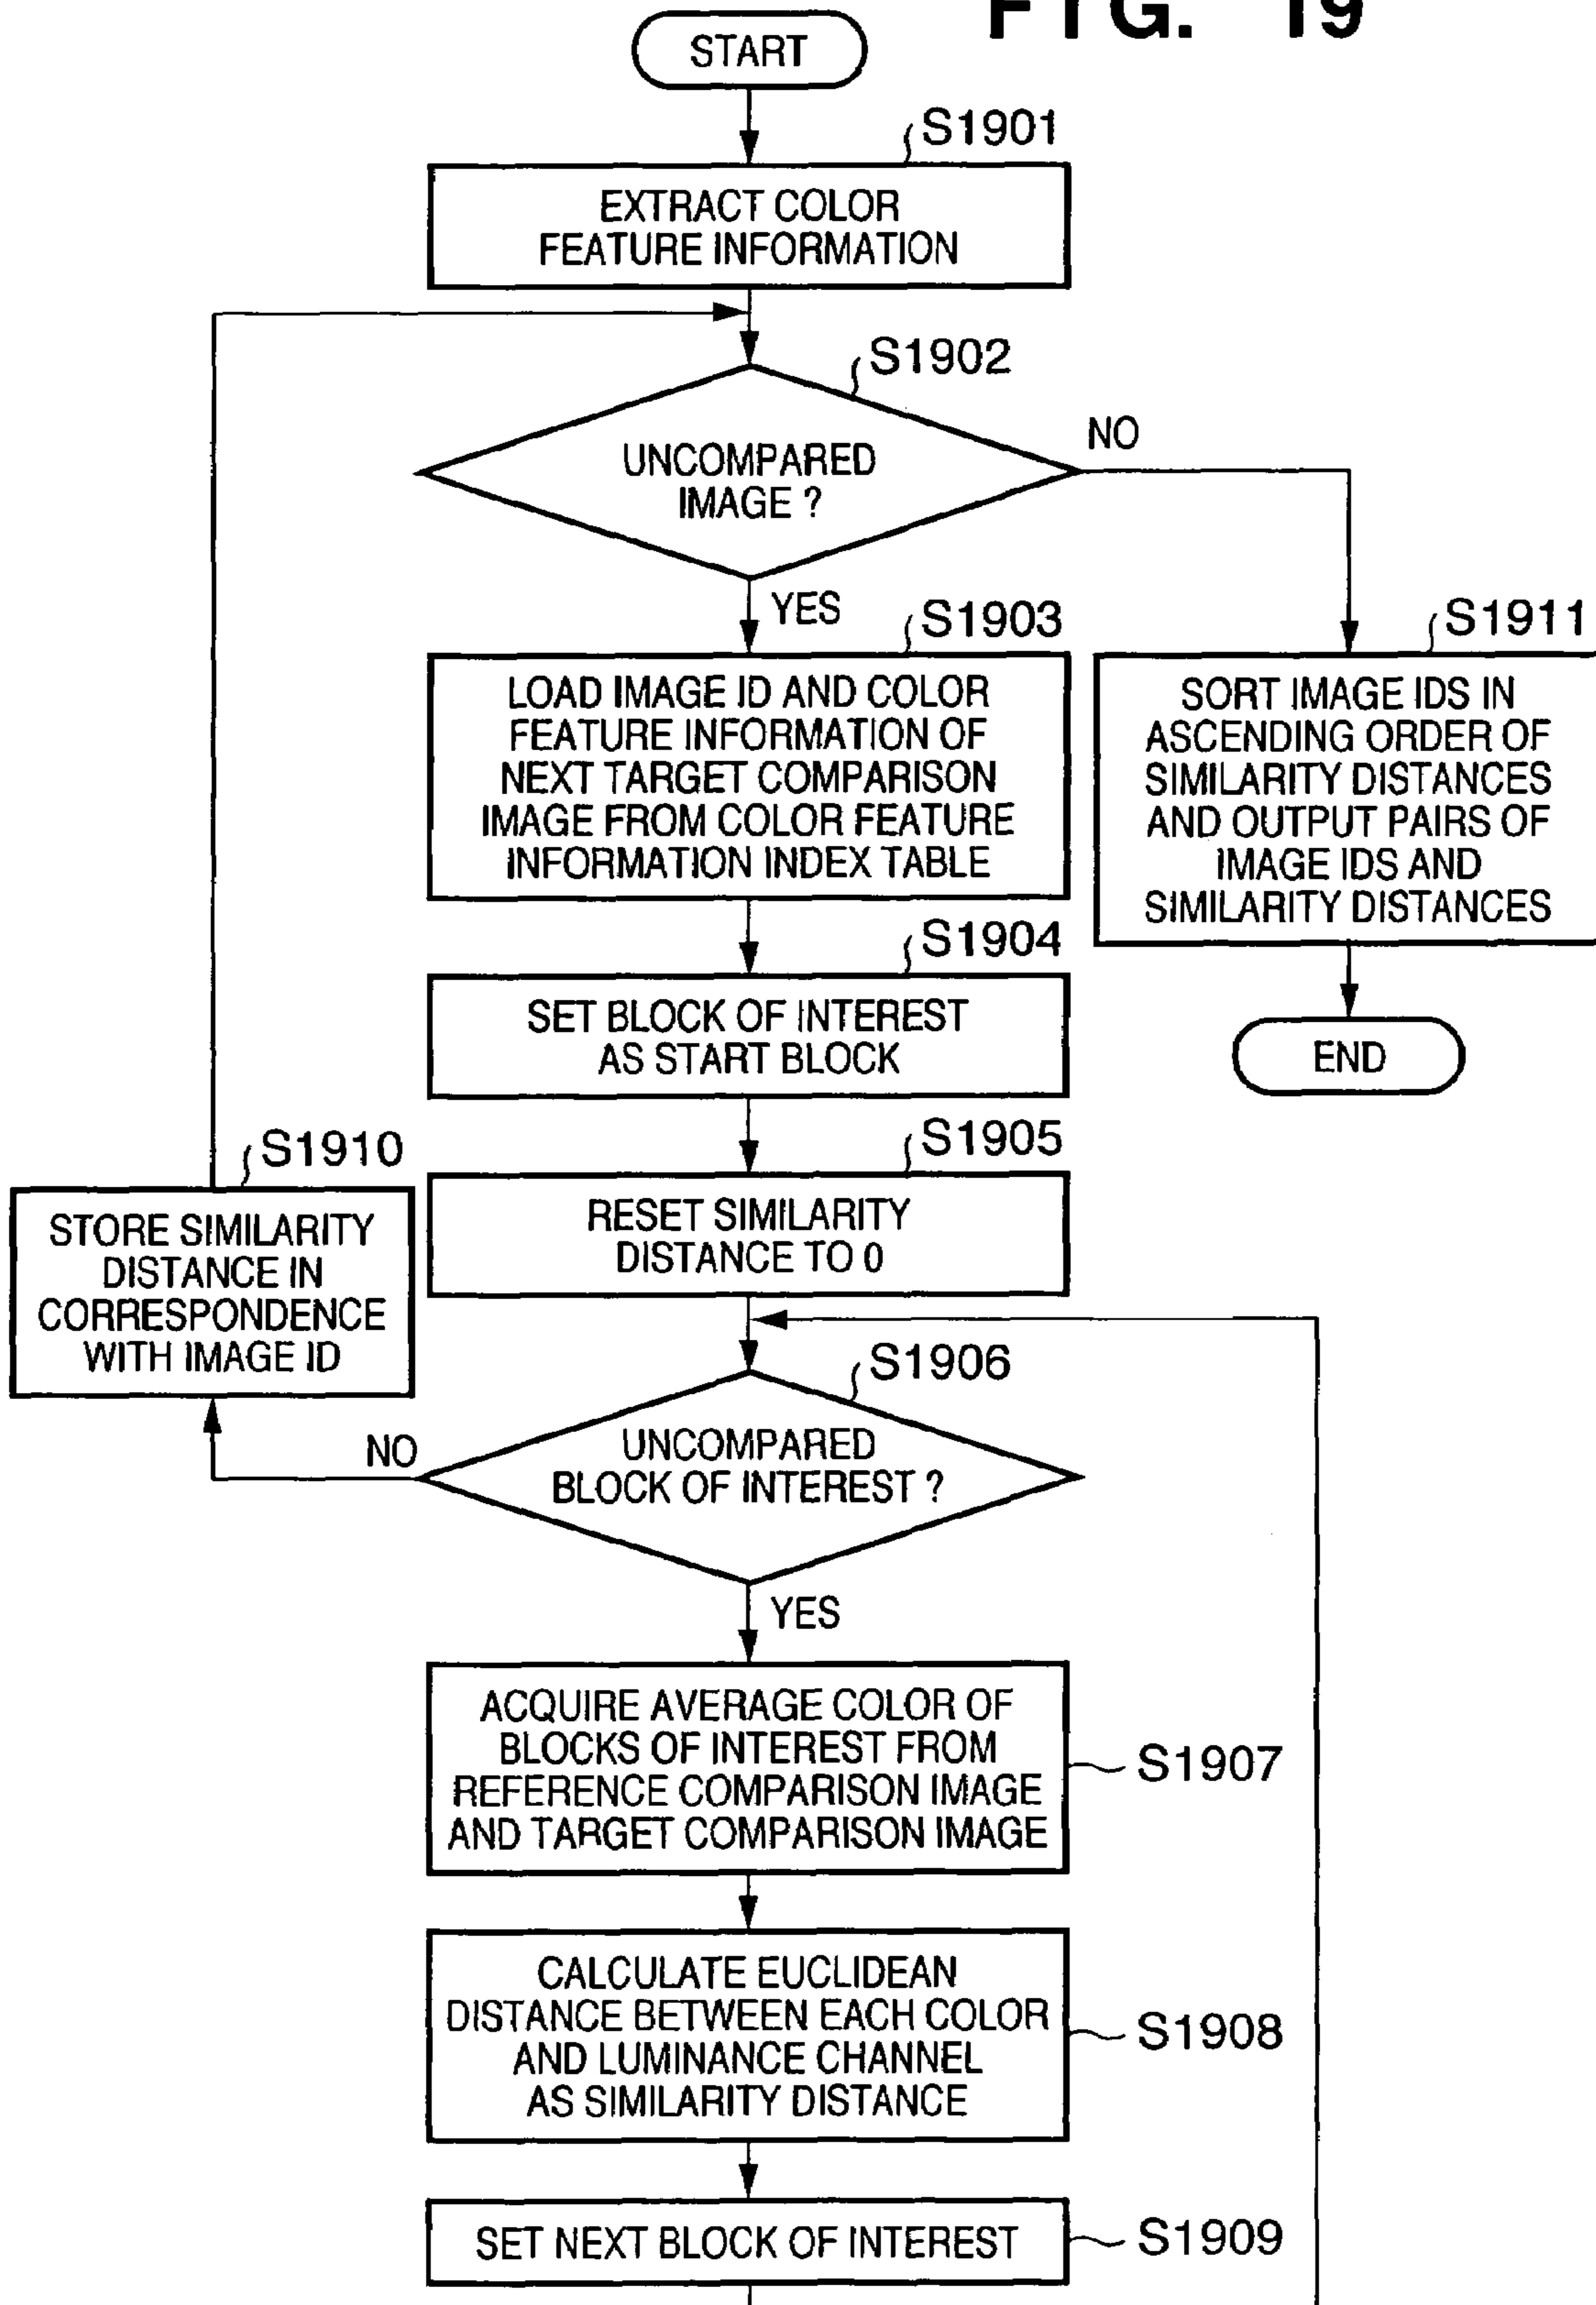 FIG. 19
START
S1901
EXTRACT COLOR
FEATURE INFORMATION
S1902
UNCOMPARED
IMAGE ?
NO
YES
S1903
LOAD IMAGE ID AND COLOR
FEATURE INFORMATION OF
NEXT TARGET COMPARISON
IMAGE FROM COLOR FEATURE
INFORMATION INDEX TABLE
S1911
SORT IMAGE IDS IN
ASCENDING ORDER OF
SIMILARITY DISTANCES
AND OUTPUT PAIRS OF
IMAGE IDS AND
SIMILARITY DISTANCES
S1904
SET BLOCK OF INTEREST
AS START BLOCK
END
S1905
RESET SIMILARITY
DISTANCE TO 0
S1910
STORE SIMILARITY
DISTANCE IN
CORRESPONDENCE
WITH IMAGE ID
S1906
UNCOMPARED
BLOCK OF INTEREST ?
NO
YES
ACQUIRE AVERAGE COLOR OF
BLOCKS OF INTEREST FROM
REFERENCE COMPARISON IMAGE
AND TARGET COMPARISON IMAGE
S1907
CALCULATE EUCLIDEAN
DISTANCE BETWEEN EACH COLOR
AND LUMINANCE CHANNEL
AS SIMILARITY DISTANCE
S1908
SET NEXT BLOCK OF INTEREST
S1909